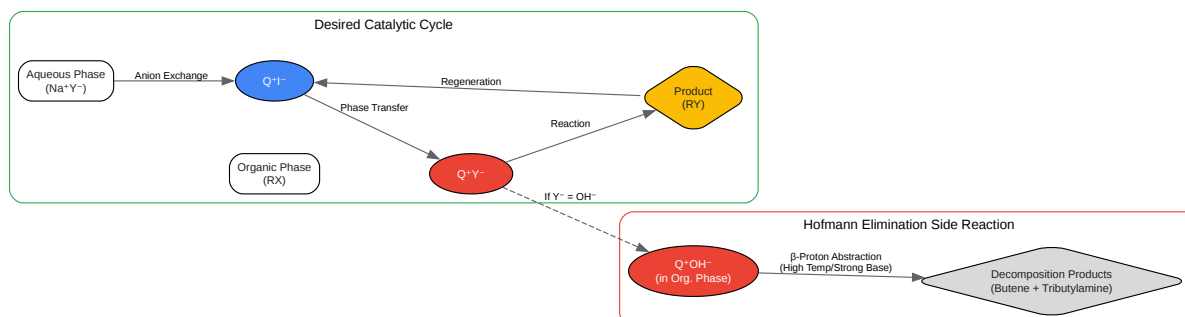 Desired Catalytic Cycle
Aqueous Phase
(Na⁺Y⁻)
Anion Exchange
Q⁺I⁻
Regeneration
Product
(RY)
Phase Transfer
Reaction
Organic Phase
(RX)
Q⁺Y⁻
If Y⁻ = OH⁻
Hofmann Elimination Side Reaction
Q⁺OH⁻
(in Org. Phase)
β-Proton Abstraction
(High Temp/Strong Base)
Decomposition Products
(Butene + Tributylamine)